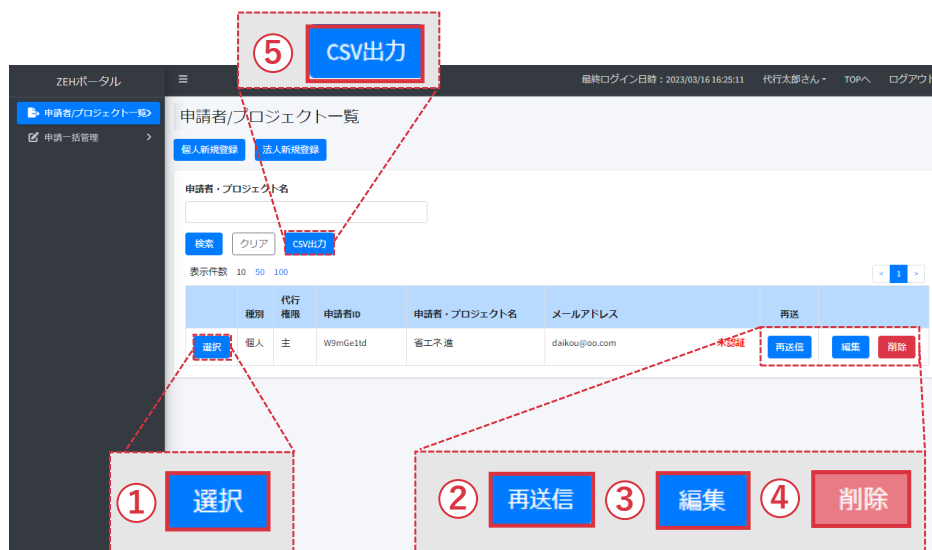 ⑤ CSV出力
ZEHポータル
最終ログイン日時：2023/03/16 16:25:11 代行太郎さん TOPへ ログアウト
申請者/プロジェクト一覧
申請一括管理
申請者/プロジェクト一覧
個人新規登録 法人新規登録
申請者・プロジェクト名
検索 クリア CSV出力
表示件数 10 50 100
< 1 >
種別 代行権限 申請者ID 申請者・プロジェクト名 メールアドレス 再送
選択 個人 主 W9mGe1td 省エネ 進 daikou@oo.com 未認証 再送信 編集 削除
① 選択 ② 再送信 ③ 編集 ④ 削除